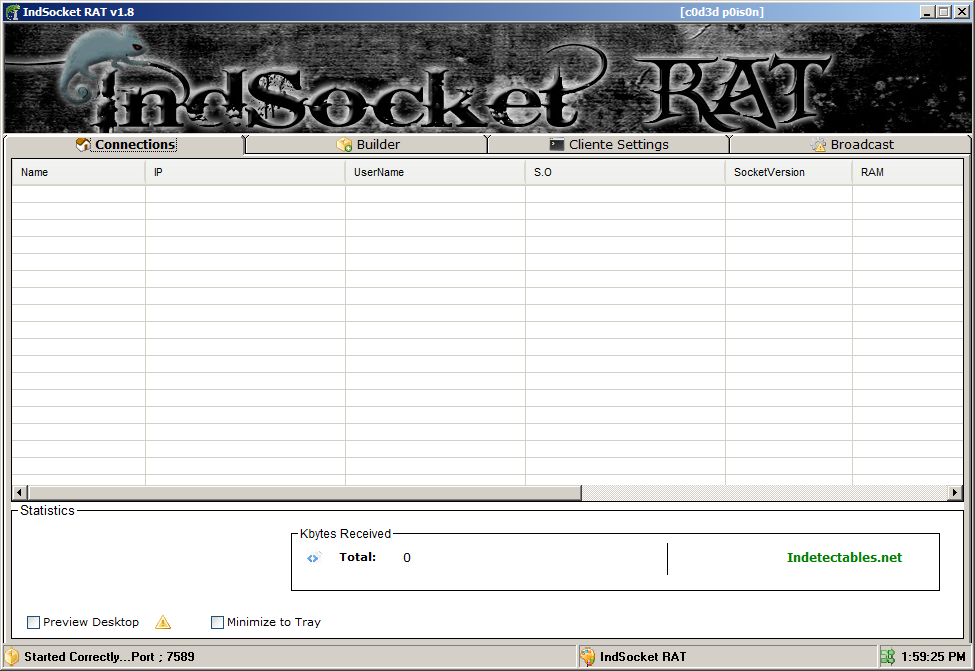 IndSocket RAT v1.8 [c0d3d p0is0n]
IndSocket RAT
Connections Builder Cliente Settings Broadcast
Name IP UserName S.O SocketVersion RAM
Statistics
Kbytes Received
Total: 0 Indetectables.net
Preview Desktop Minimize to Tray
Started Correctly...Port ; 7589 IndSocket RAT 1:59:25 PM